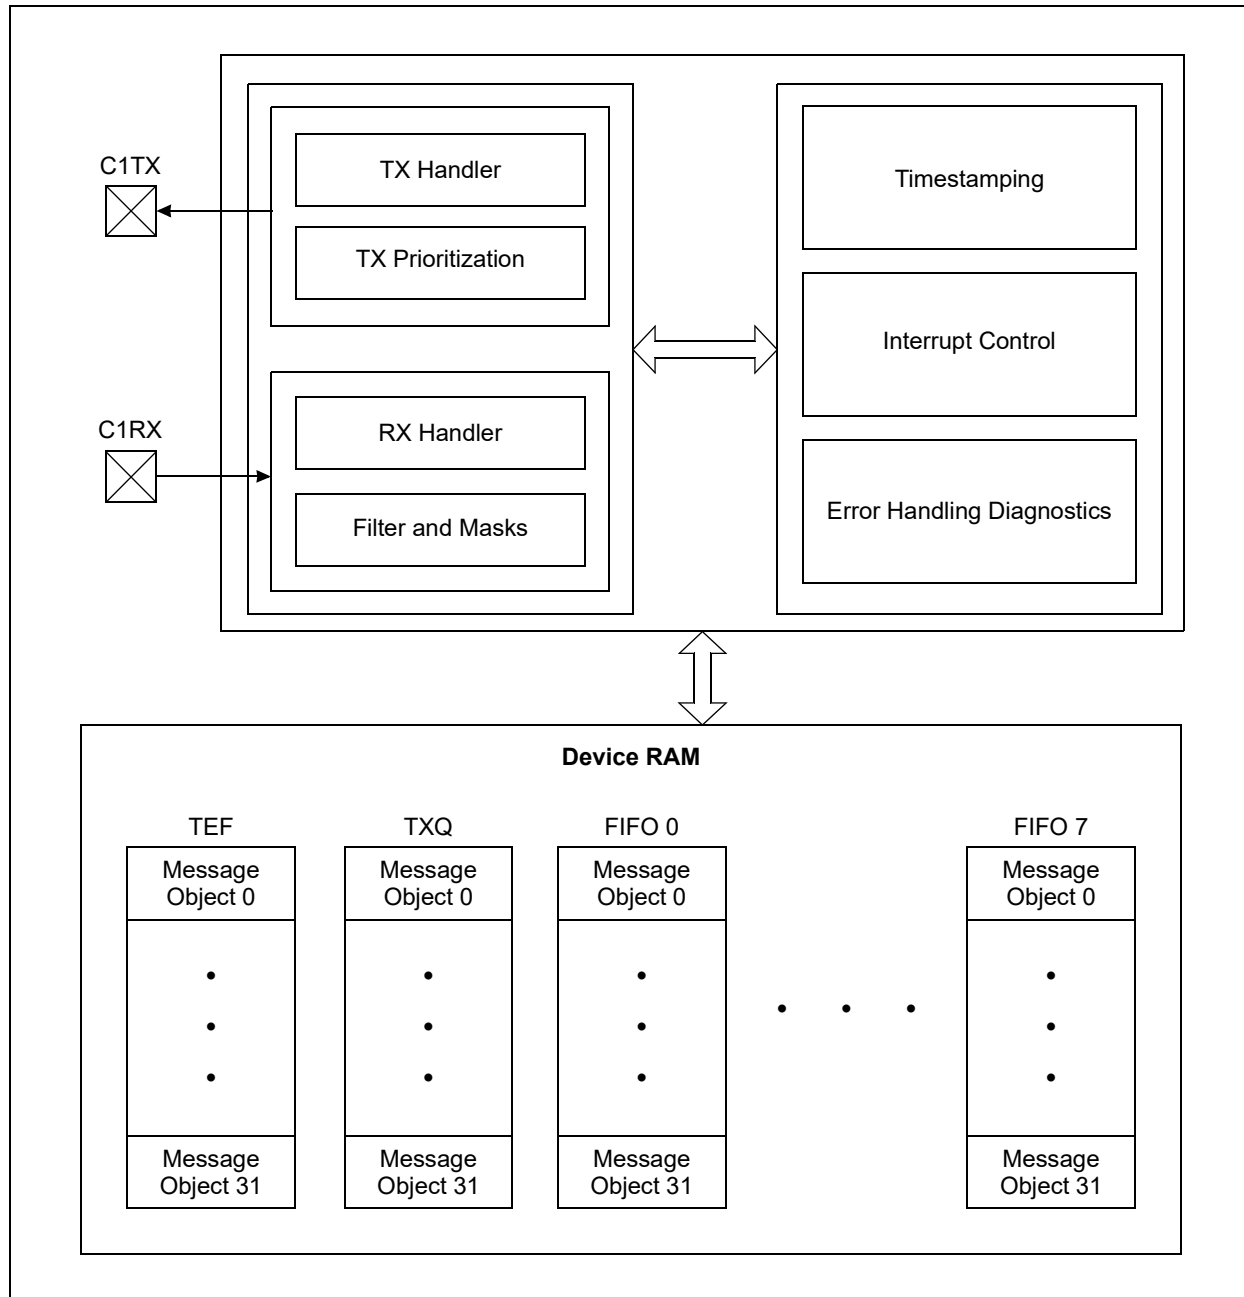 C1TX
TX Handler
TX Prioritization
C1RX
RX Handler
Filter and Masks
Timestamping
Interrupt Control
Error Handling Diagnostics
Device RAM
TEF
TXQ
FIFO 0
FIFO 7
Message
Object 0
Message
Object 0
Message
Object 0
Message
Object 0
Message
Object 31
Message
Object 31
Message
Object 31
Message
Object 31